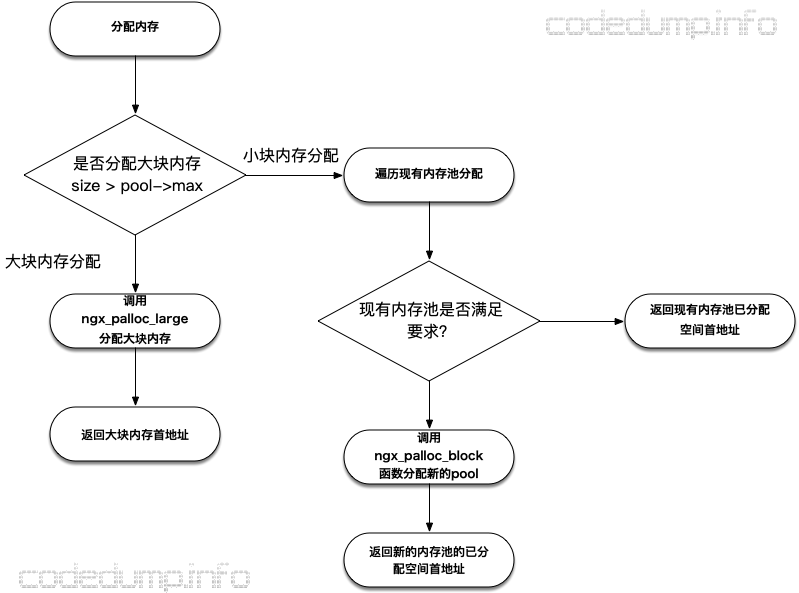 codedump.info
分配内存
是否分配大块内存
size > pool->max
小块内存分配
遍历现有内存池分配
大块内存分配
调用
ngx_palloc_large
分配大块内存
返回大块内存首地址
现有内存池是否满足
要求?
返回现有内存池已分配
空间首地址
调用
ngx_palloc_block
函数分配新的pool
返回新的内存池的已分
配空间首地址
codedump.info